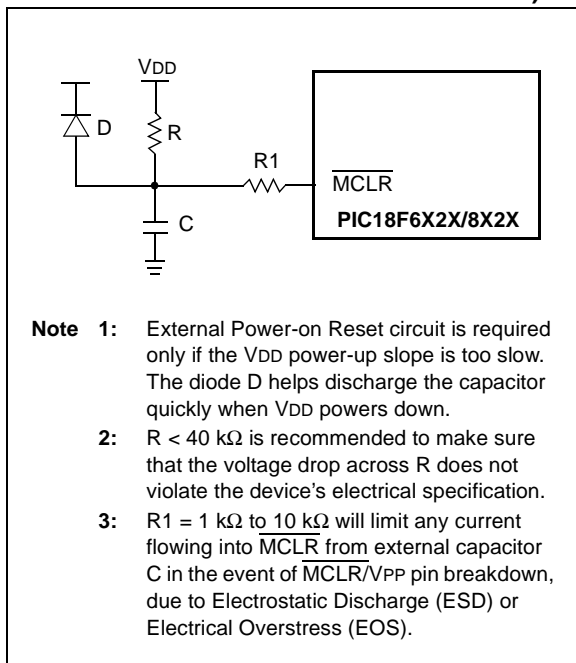 VDD
D
R
R1
MCLR
PIC18F6X2X/8X2X
C
Note 1: External Power-on Reset circuit is required
only if the VDD power-up slope is too slow.
The diode D helps discharge the capacitor
quickly when VDD powers down.
2: R < 40 kΩ is recommended to make sure
that the voltage drop across R does not
violate the device's electrical specification.
3: R1 = 1 kΩ to 10 kΩ will limit any current
flowing into MCLR from external capacitor
C in the event of MCLR/VPP pin breakdown,
due to Electrostatic Discharge (ESD) or
Electrical Overstress (EOS).